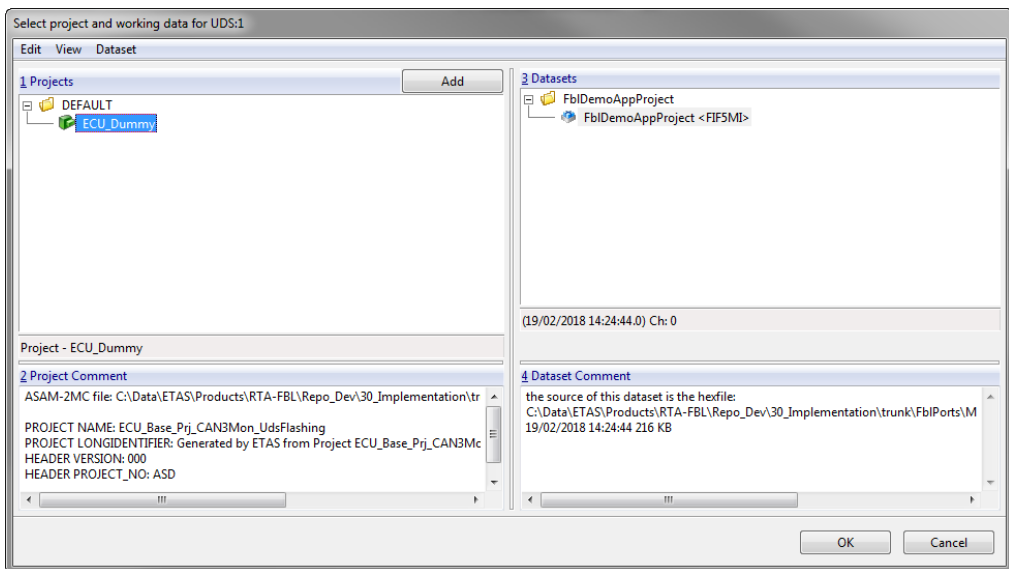 Select project and working data for UDS:1
Edit View Dataset
1 Projects
Add
DEFAULT
ECU_Dummy
Project - ECU_Dummy
2 Project Comment
ASAM-2MC file: C:\Data\ETAS\Products\RTA-FBL\Repo_Dev\30_Implementation\tr
PROJECT NAME: ECU_Base_Prj_CAN3Mon_UdsFlashing
PROJECT LONGIDENTIFIER: Generated by ETAS from Project ECU_Base_Prj_CAN3Mc
HEADER VERSION: 000
HEADER PROJECT_NO: ASD
3 Datasets
FblDemoAppProject
FblDemoAppProject <FIF5MI>
(19/02/2018 14:24:44.0) Ch: 0
4 Dataset Comment
the source of this dataset is the hexfile:
C:\Data\ETAS\Products\RTA-FBL\Repo_Dev\30_Implementation\trunk\FblPorts\M
19/02/2018 14:24:44 216 KB
OK
Cancel